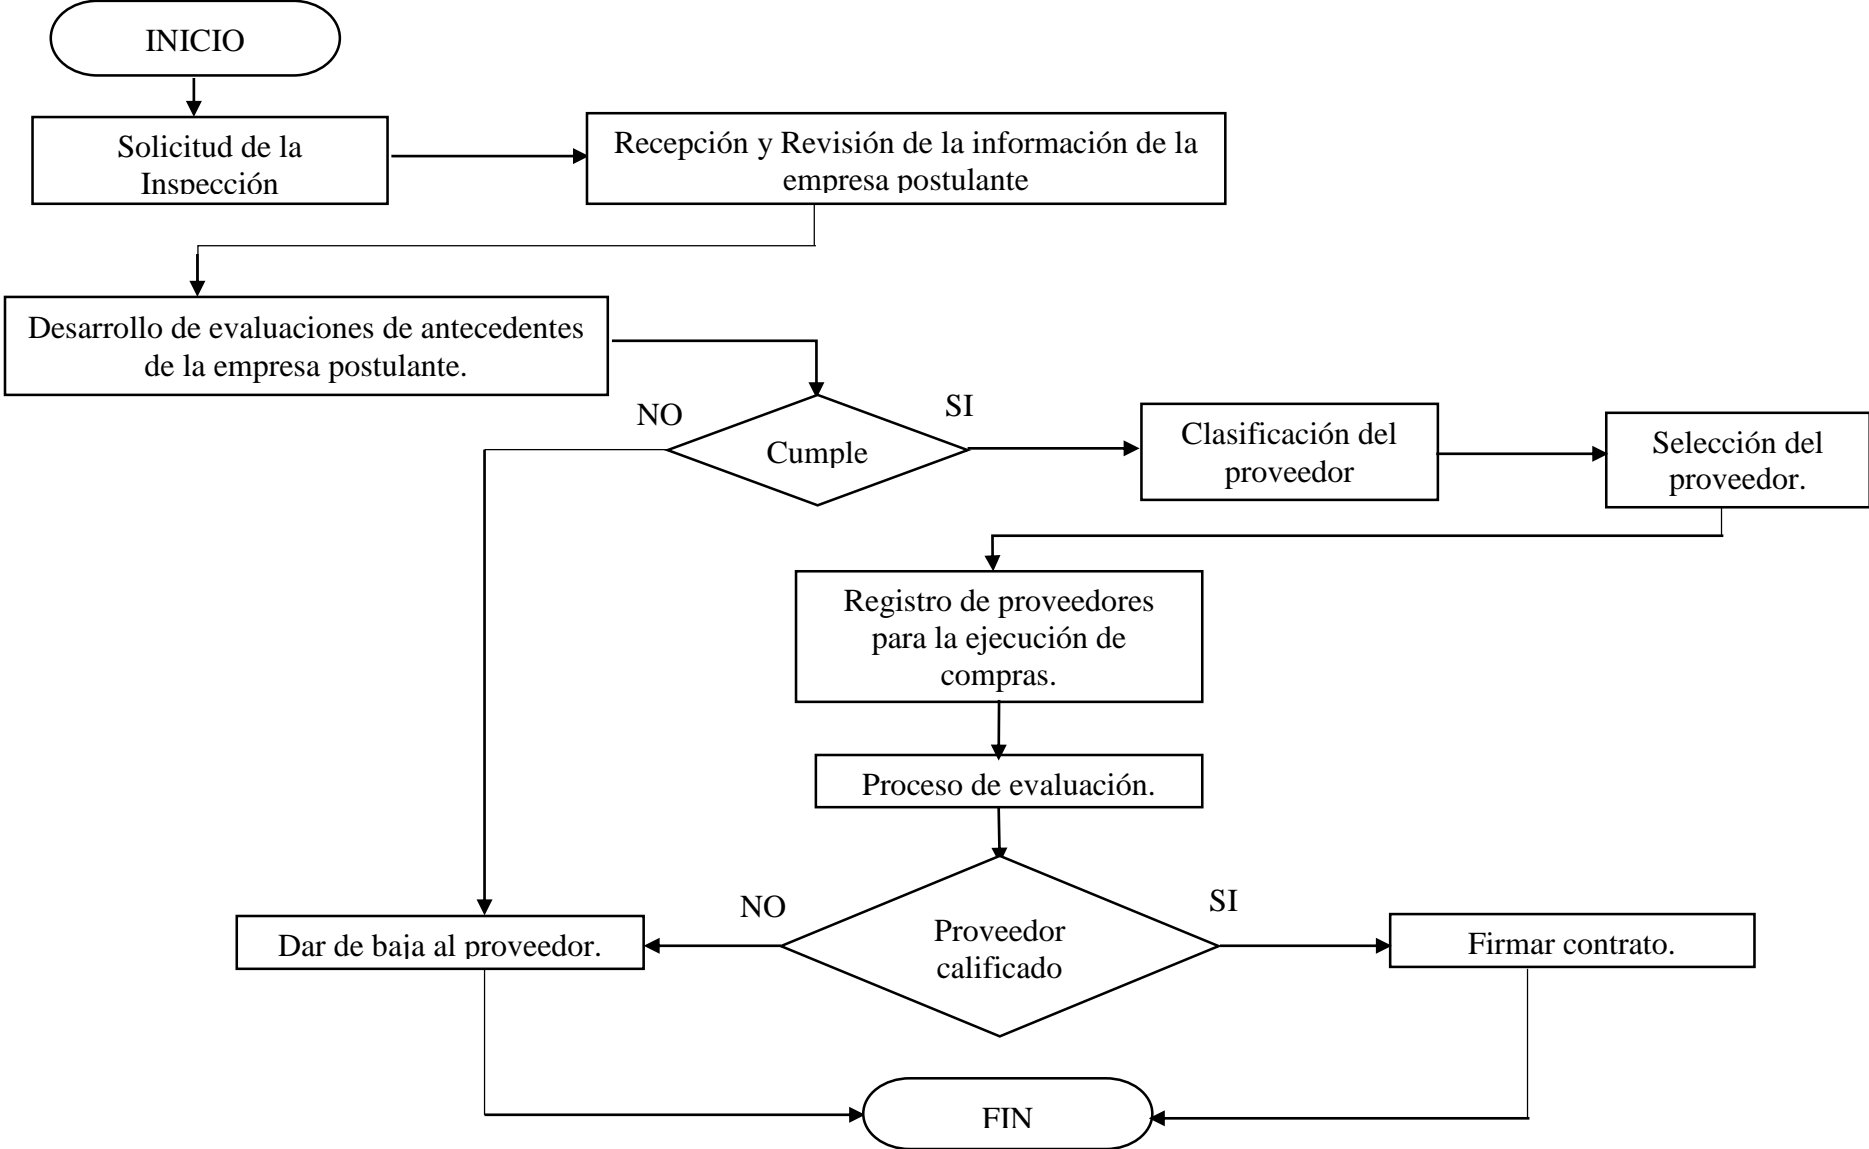 INICIO
Solicitud de la
Inspección
Recepción y Revisión de la información de la
empresa postulante
Desarrollo de evaluaciones de antecedentes
de la empresa postulante.
NO
SI
Cumple
Clasificación del
proveedor
Selección del
proveedor.
Registro de proveedores
para la ejecución de
compras.
Proceso de evaluación.
NO
SI
Proveedor
calificado
Dar de baja al proveedor.
Firmar contrato.
FIN